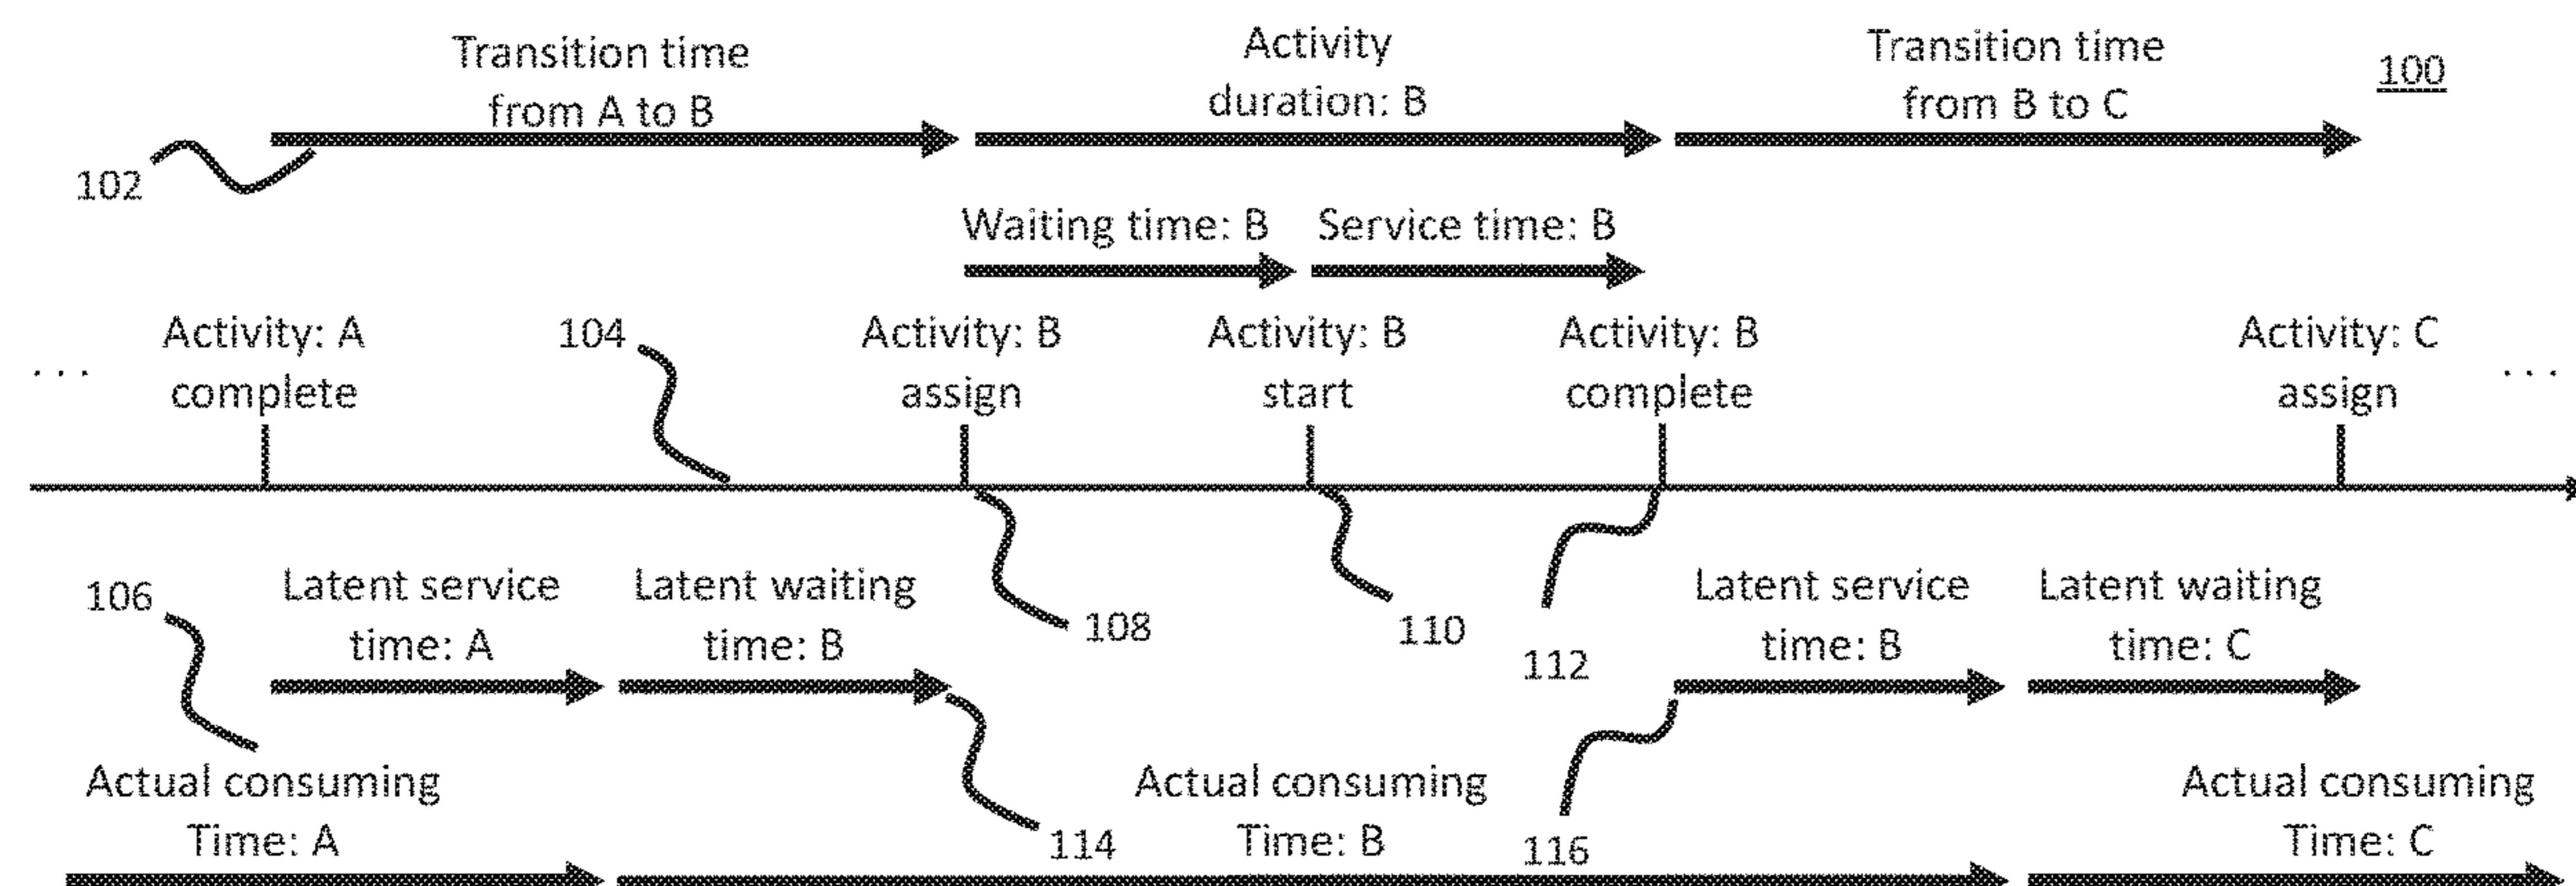 Transition time
from A to B
Activity
duration: B
Transition time
from B to C
100
102
Waiting time: B
Service time: B
Activity: A
complete
104
Activity: B
assign
Activity: B
start
Activity: B
complete
Activity: C
assign
. . .
. . .
106
Latent service
time: A
Latent waiting
time: B
108
110
112
Latent service
time: B
Latent waiting
time: C
Actual consuming
Time: A
114
Actual consuming
Time: B
116
Actual consuming
Time: C